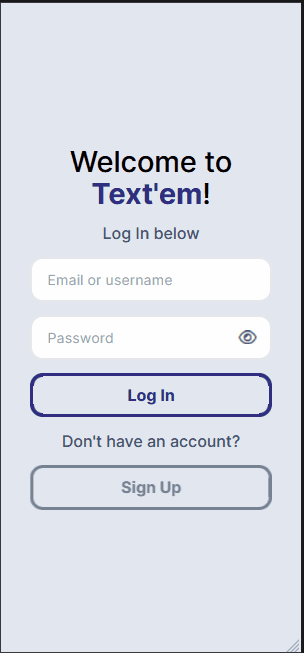 Welcome to
Text'em!
Log In below
Email or username
Password
Log In
Don't have an account?
Sign Up